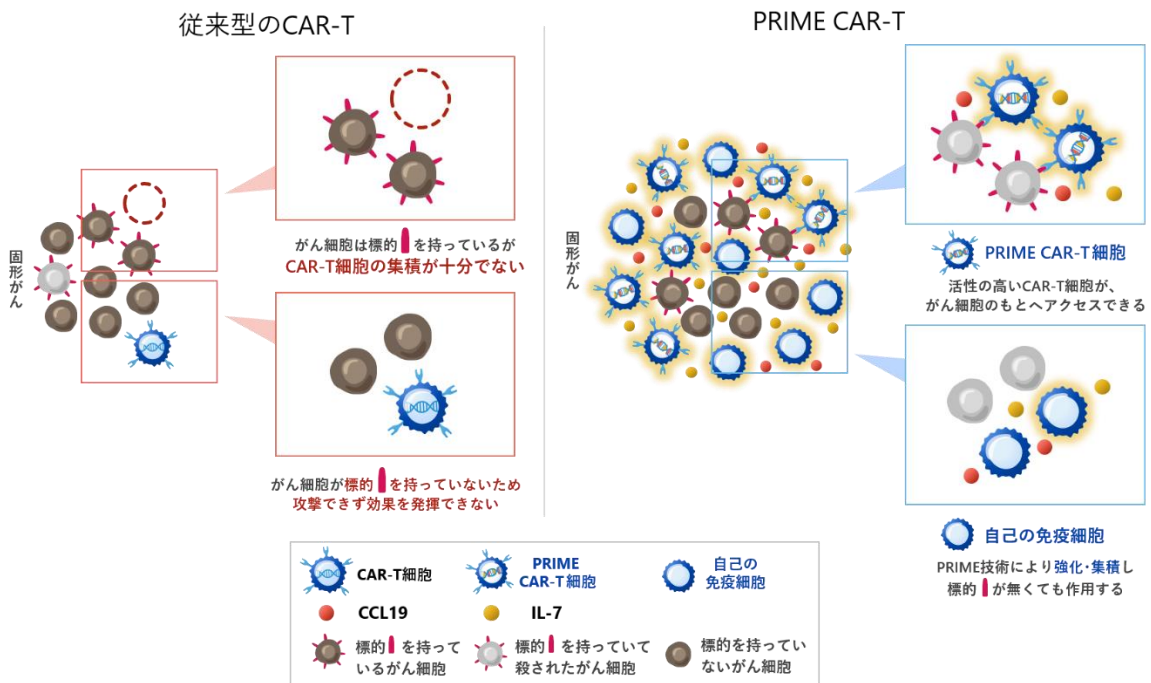 従来型のCAR-T
固形がん
がん細胞は標的を持っているが
CAR-T細胞の集積が十分でない
がん細胞が標的を持っていないため
攻撃できず効果を発揮できない
PRIME CAR-T
固形がん
PRIME CAR-T細胞
活性の高いCAR-T細胞が、
がん細胞のもとへアクセスできる
自己の免疫細胞
PRIME技術により強化・集積し
標的が無くても作用する
CAR-T細胞
PRIME
CAR-T細胞
自己の
免疫細胞
CCL19
IL-7
標的を持って
いるがん細胞
標的を持っていて
殺されたがん細胞
標的を持ってい
ないがん細胞